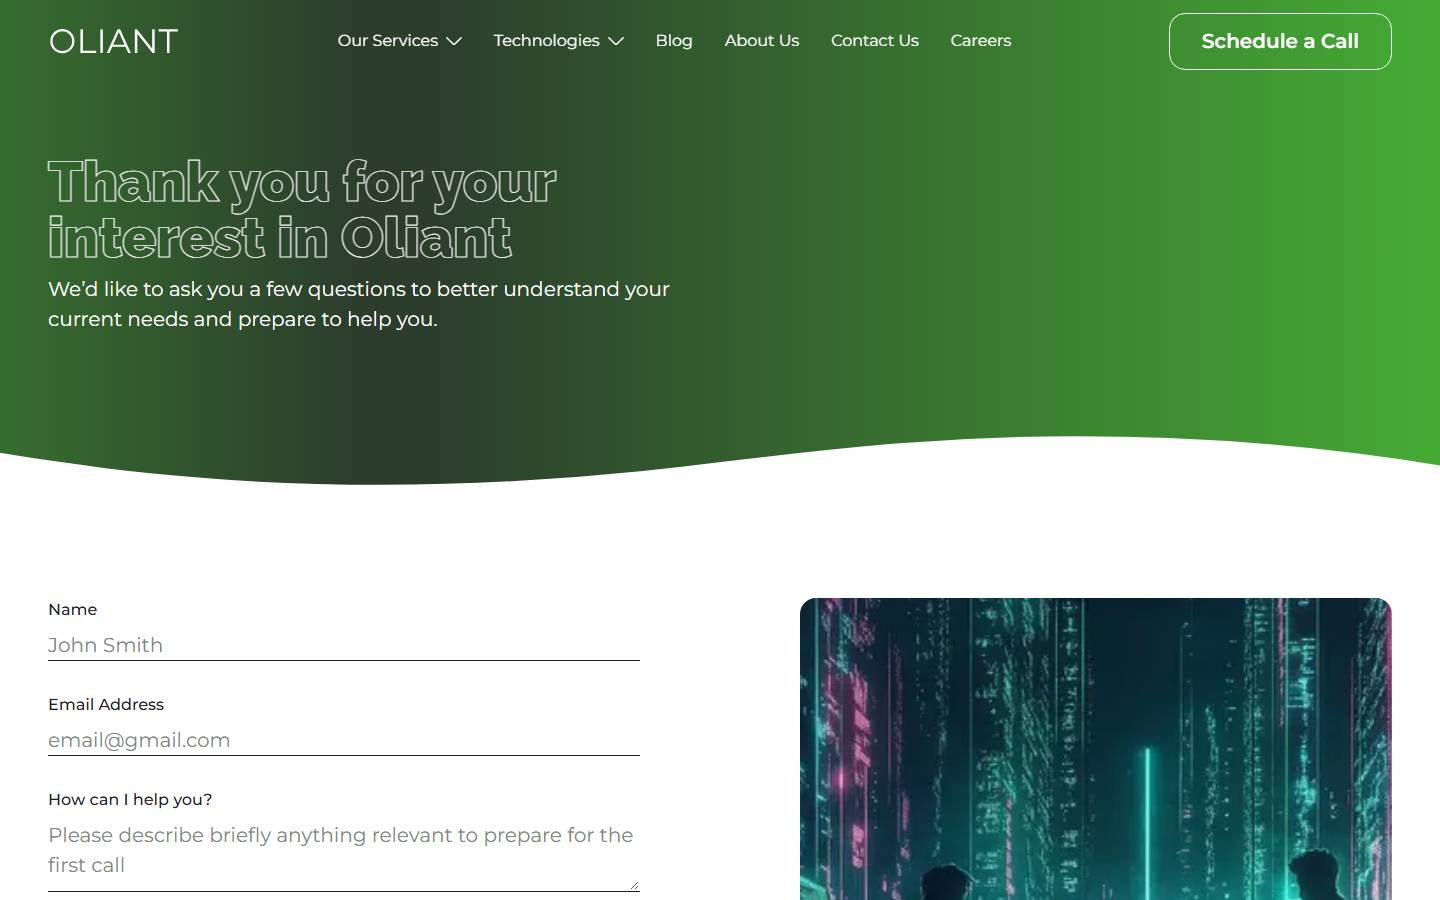 OLIANT
Our Services
Technologies
Blog
About Us
Contact Us
Careers
Schedule a Call
Thank you for your
interest in Oliant
We’d like to ask you a few questions to better understand your
current needs and prepare to help you.
Name
John Smith
Email Address
email@gmail.com
How can I help you?
Please describe briefly anything relevant to prepare for the
first call